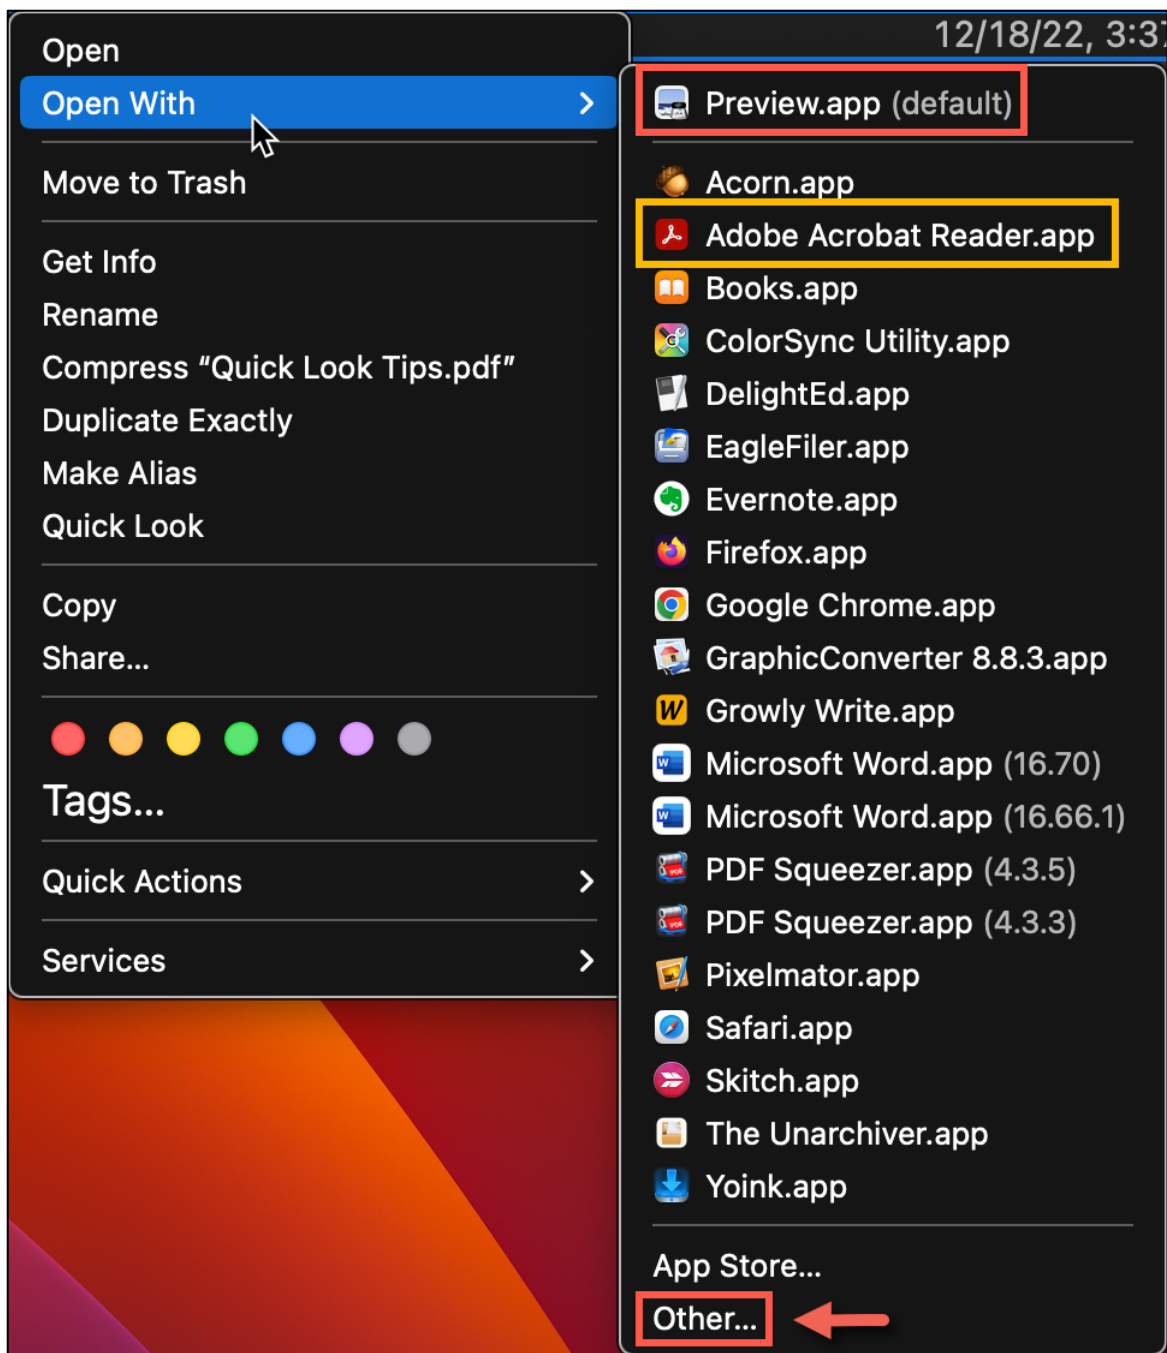 12/18/22, 3:37
Open
Open With
Move to Trash
Get Info
Rename
Compress “Quick Look Tips.pdf”
Duplicate Exactly
Make Alias
Quick Look
Copy
Share...
Tags...
Quick Actions
Services
Preview.app (default)
Acorn.app
Adobe Acrobat Reader.app
Books.app
ColorSync Utility.app
DelightEd.app
EagleFiler.app
Evernote.app
Firefox.app
Google Chrome.app
GraphicConverter 8.8.3.app
Growly Write.app
Microsoft Word.app (16.70)
Microsoft Word.app (16.66.1)
PDF Squeezer.app (4.3.5)
PDF Squeezer.app (4.3.3)
Pixelmator.app
Safari.app
Skitch.app
The Unarchiver.app
Yoink.app
App Store...
Other...